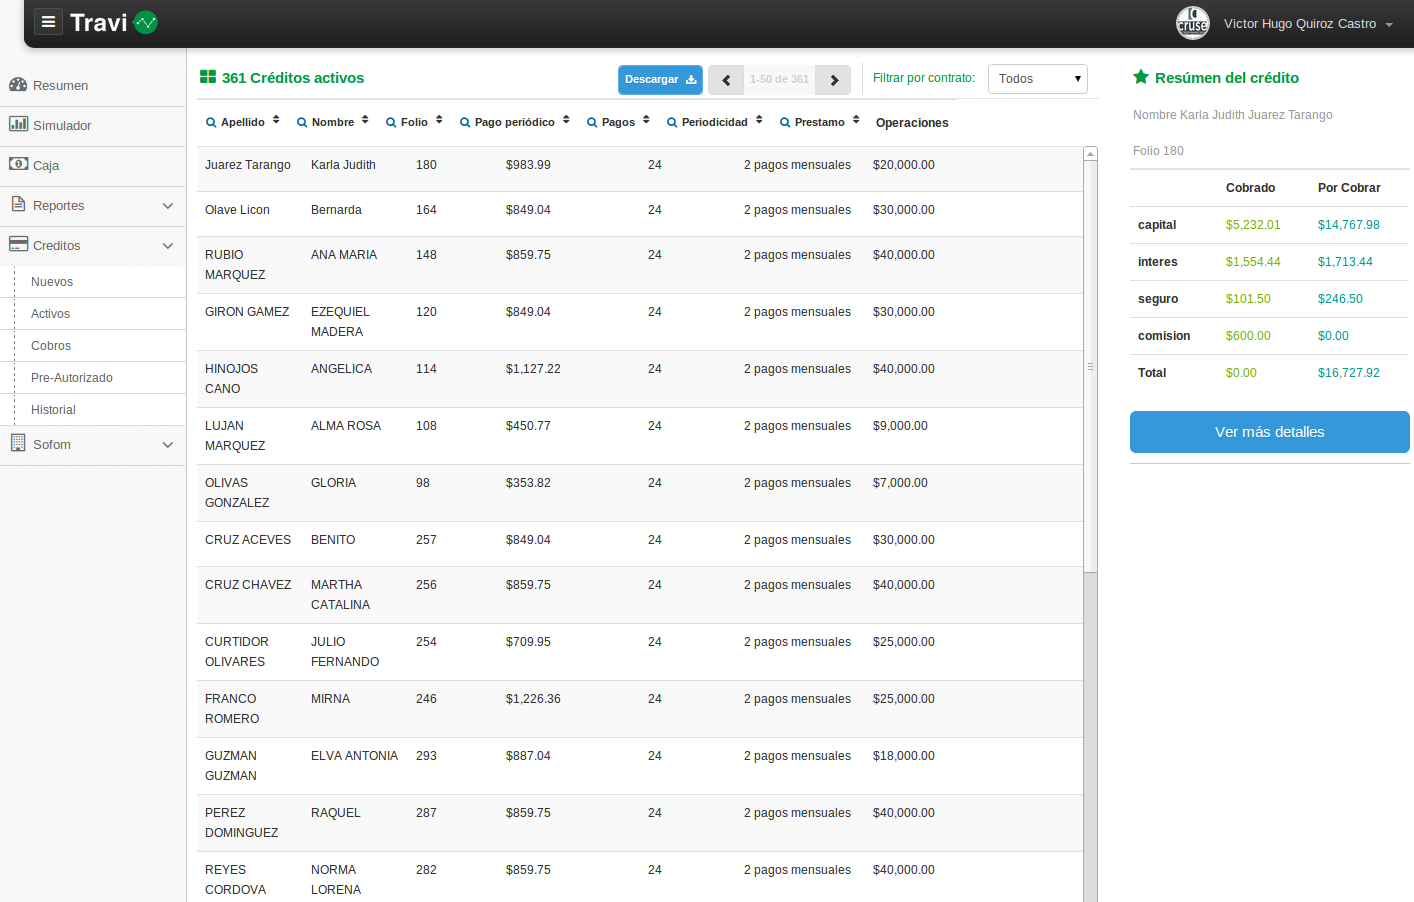 Travi
IC
cruse
Victor Hugo Quiroz Castro
Resumen
Simulador
Caja
Reportes
Creditos
Nuevos
Activos
Cobros
Pre-Autorizado
Historial
Sofom
361 Créditos activos
Descargar
1-50 de 361
Filtrar por contrato:
Todos
Apellido Nombre Folio Pago periódico Pagos Periodicidad Prestamo Operaciones
Juarez Tarango Karla Judith 180 $983.99 24 2 pagos mensuales $20,000.00
Olave Licon Bernarda 164 $849.04 24 2 pagos mensuales $30,000.00
RUBIO ANA MARIA 148 $859.75 24 2 pagos mensuales $40,000.00
MARQUEZ
GIRON GAMEZ EZEQUIEL 120 $849.04 24 2 pagos mensuales $30,000.00
MADERA
HINOJOS ANGELICA 114 $1,127.22 24 2 pagos mensuales $40,000.00
CANO
LUJAN ALMA ROSA 108 $450.77 24 2 pagos mensuales $9,000.00
MARQUEZ
OLIVAS GLORIA 98 $353.82 24 2 pagos mensuales $7,000.00
GONZALEZ
CRUZ ACEVES BENITO 257 $849.04 24 2 pagos mensuales $30,000.00
CRUZ CHAVEZ MARTHA 256 $859.75 24 2 pagos mensuales $40,000.00
CATALINA
CURTIDOR JULIO 254 $709.95 24 2 pagos mensuales $25,000.00
OLIVARES FERNANDO
FRANCO MIRNA 246 $1,226.36 24 2 pagos mensuales $25,000.00
ROMERO
GUZMAN ELVA ANTONIA 293 $887.04 24 2 pagos mensuales $18,000.00
GUZMAN
PEREZ RAQUEL 287 $859.75 24 2 pagos mensuales $40,000.00
DOMINGUEZ
REYES NORMA 282 $859.75 24 2 pagos mensuales $40,000.00
CORDOVA LORENA
Resúmen del crédito
Nombre Karla Judith Juarez Tarango
Folio 180
Cobrado Por Cobrar
capital $5,232.01 $14,767.98
interes $1,554.44 $1,713.44
seguro $101.50 $246.50
comision $600.00 $0.00
Total $0.00 $16,727.92
Ver más detalles